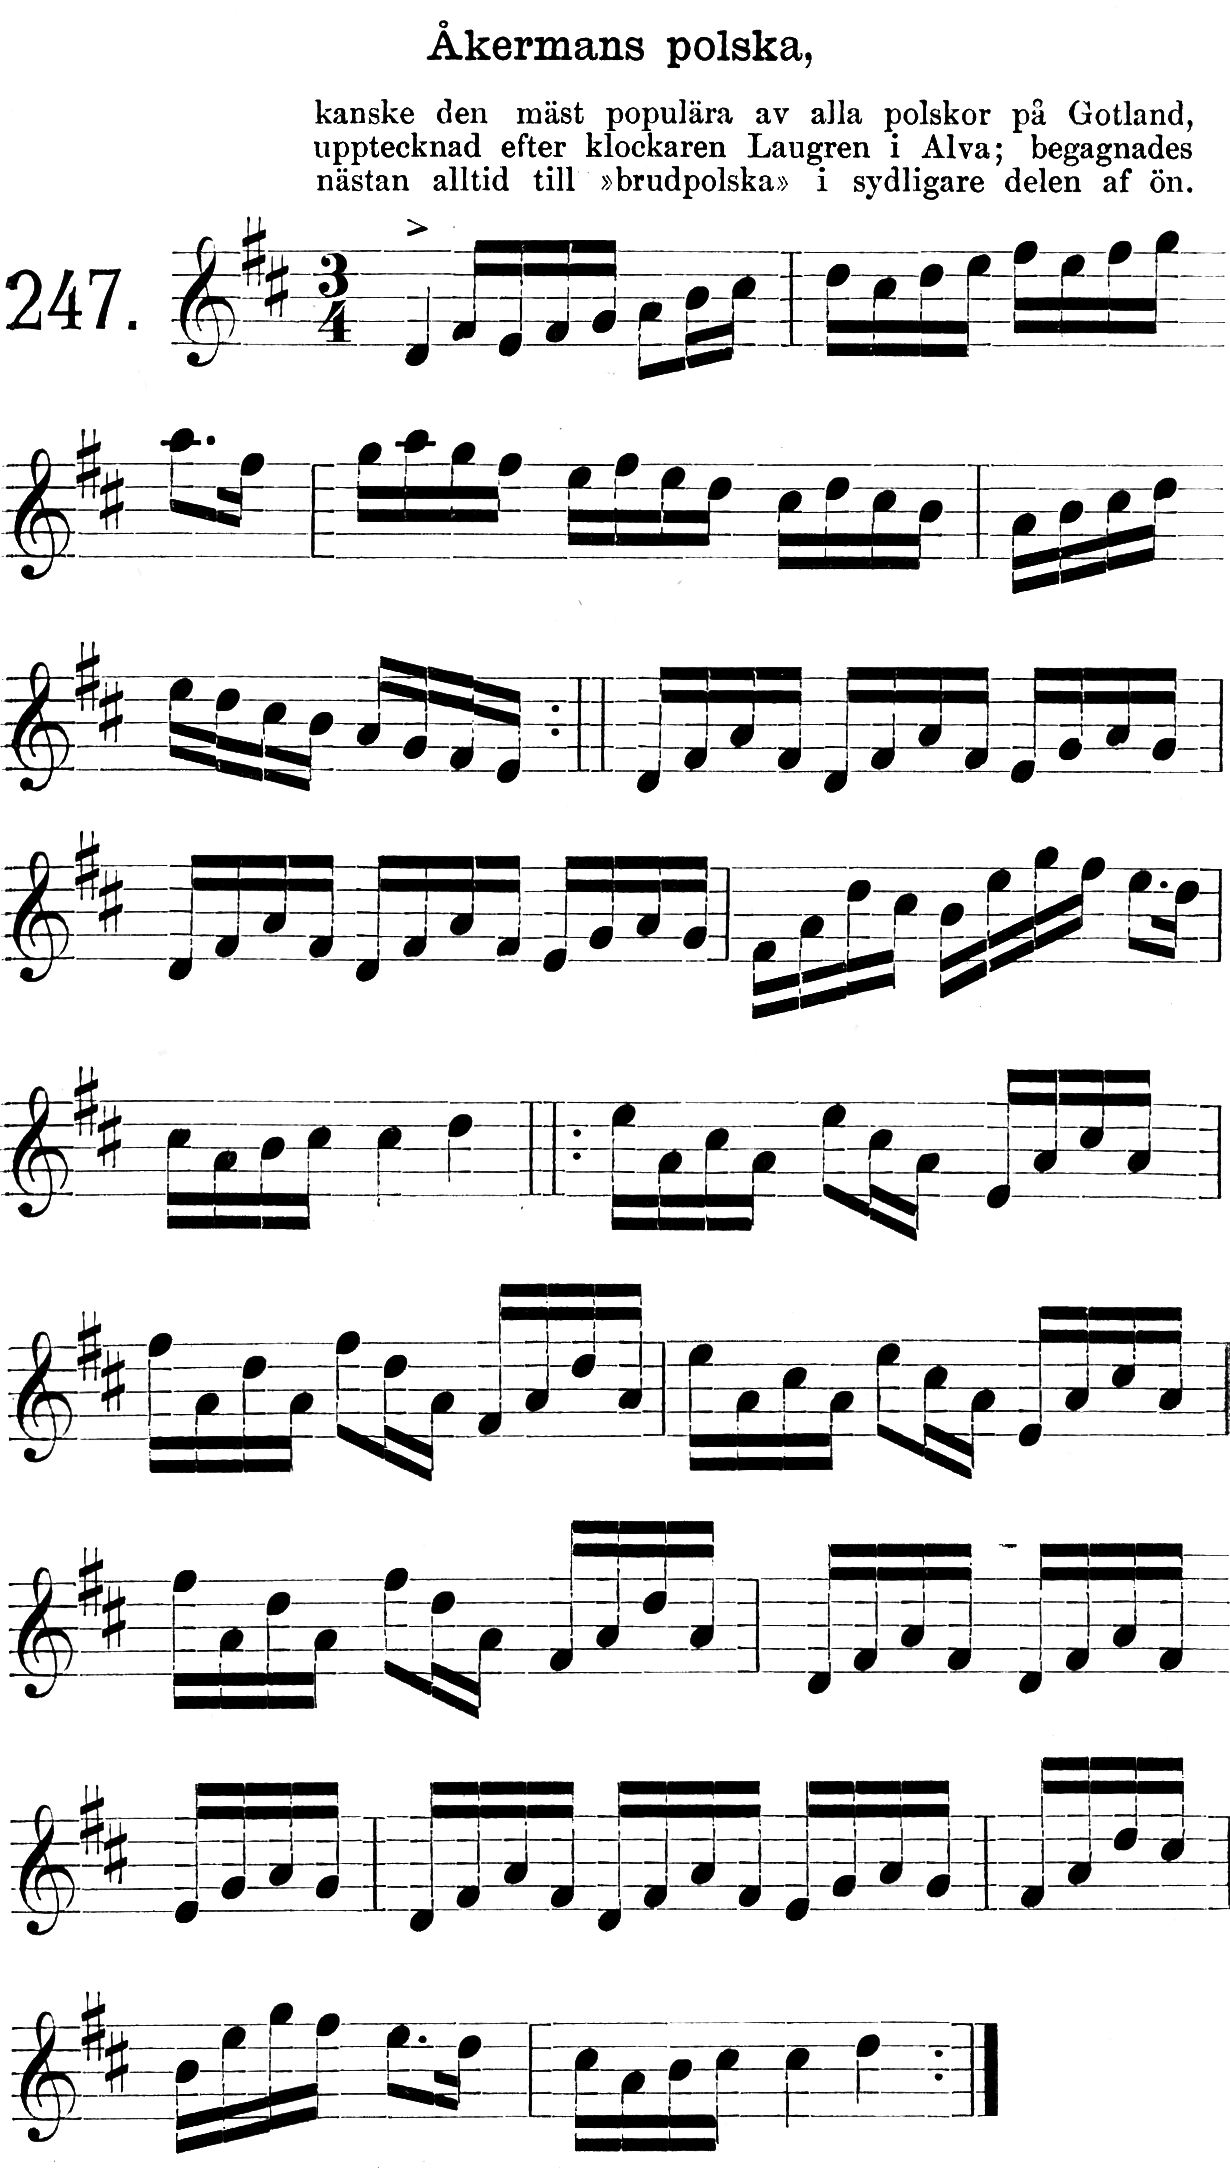 Åkermans polska,
kanske den mäst populära av alla polskor på Gotland,
upptecknad efter klockaren Laugren i Alva; begagnades
nästan alltid till »brudpolska» i sydligare delen af ön.
247.
3
4